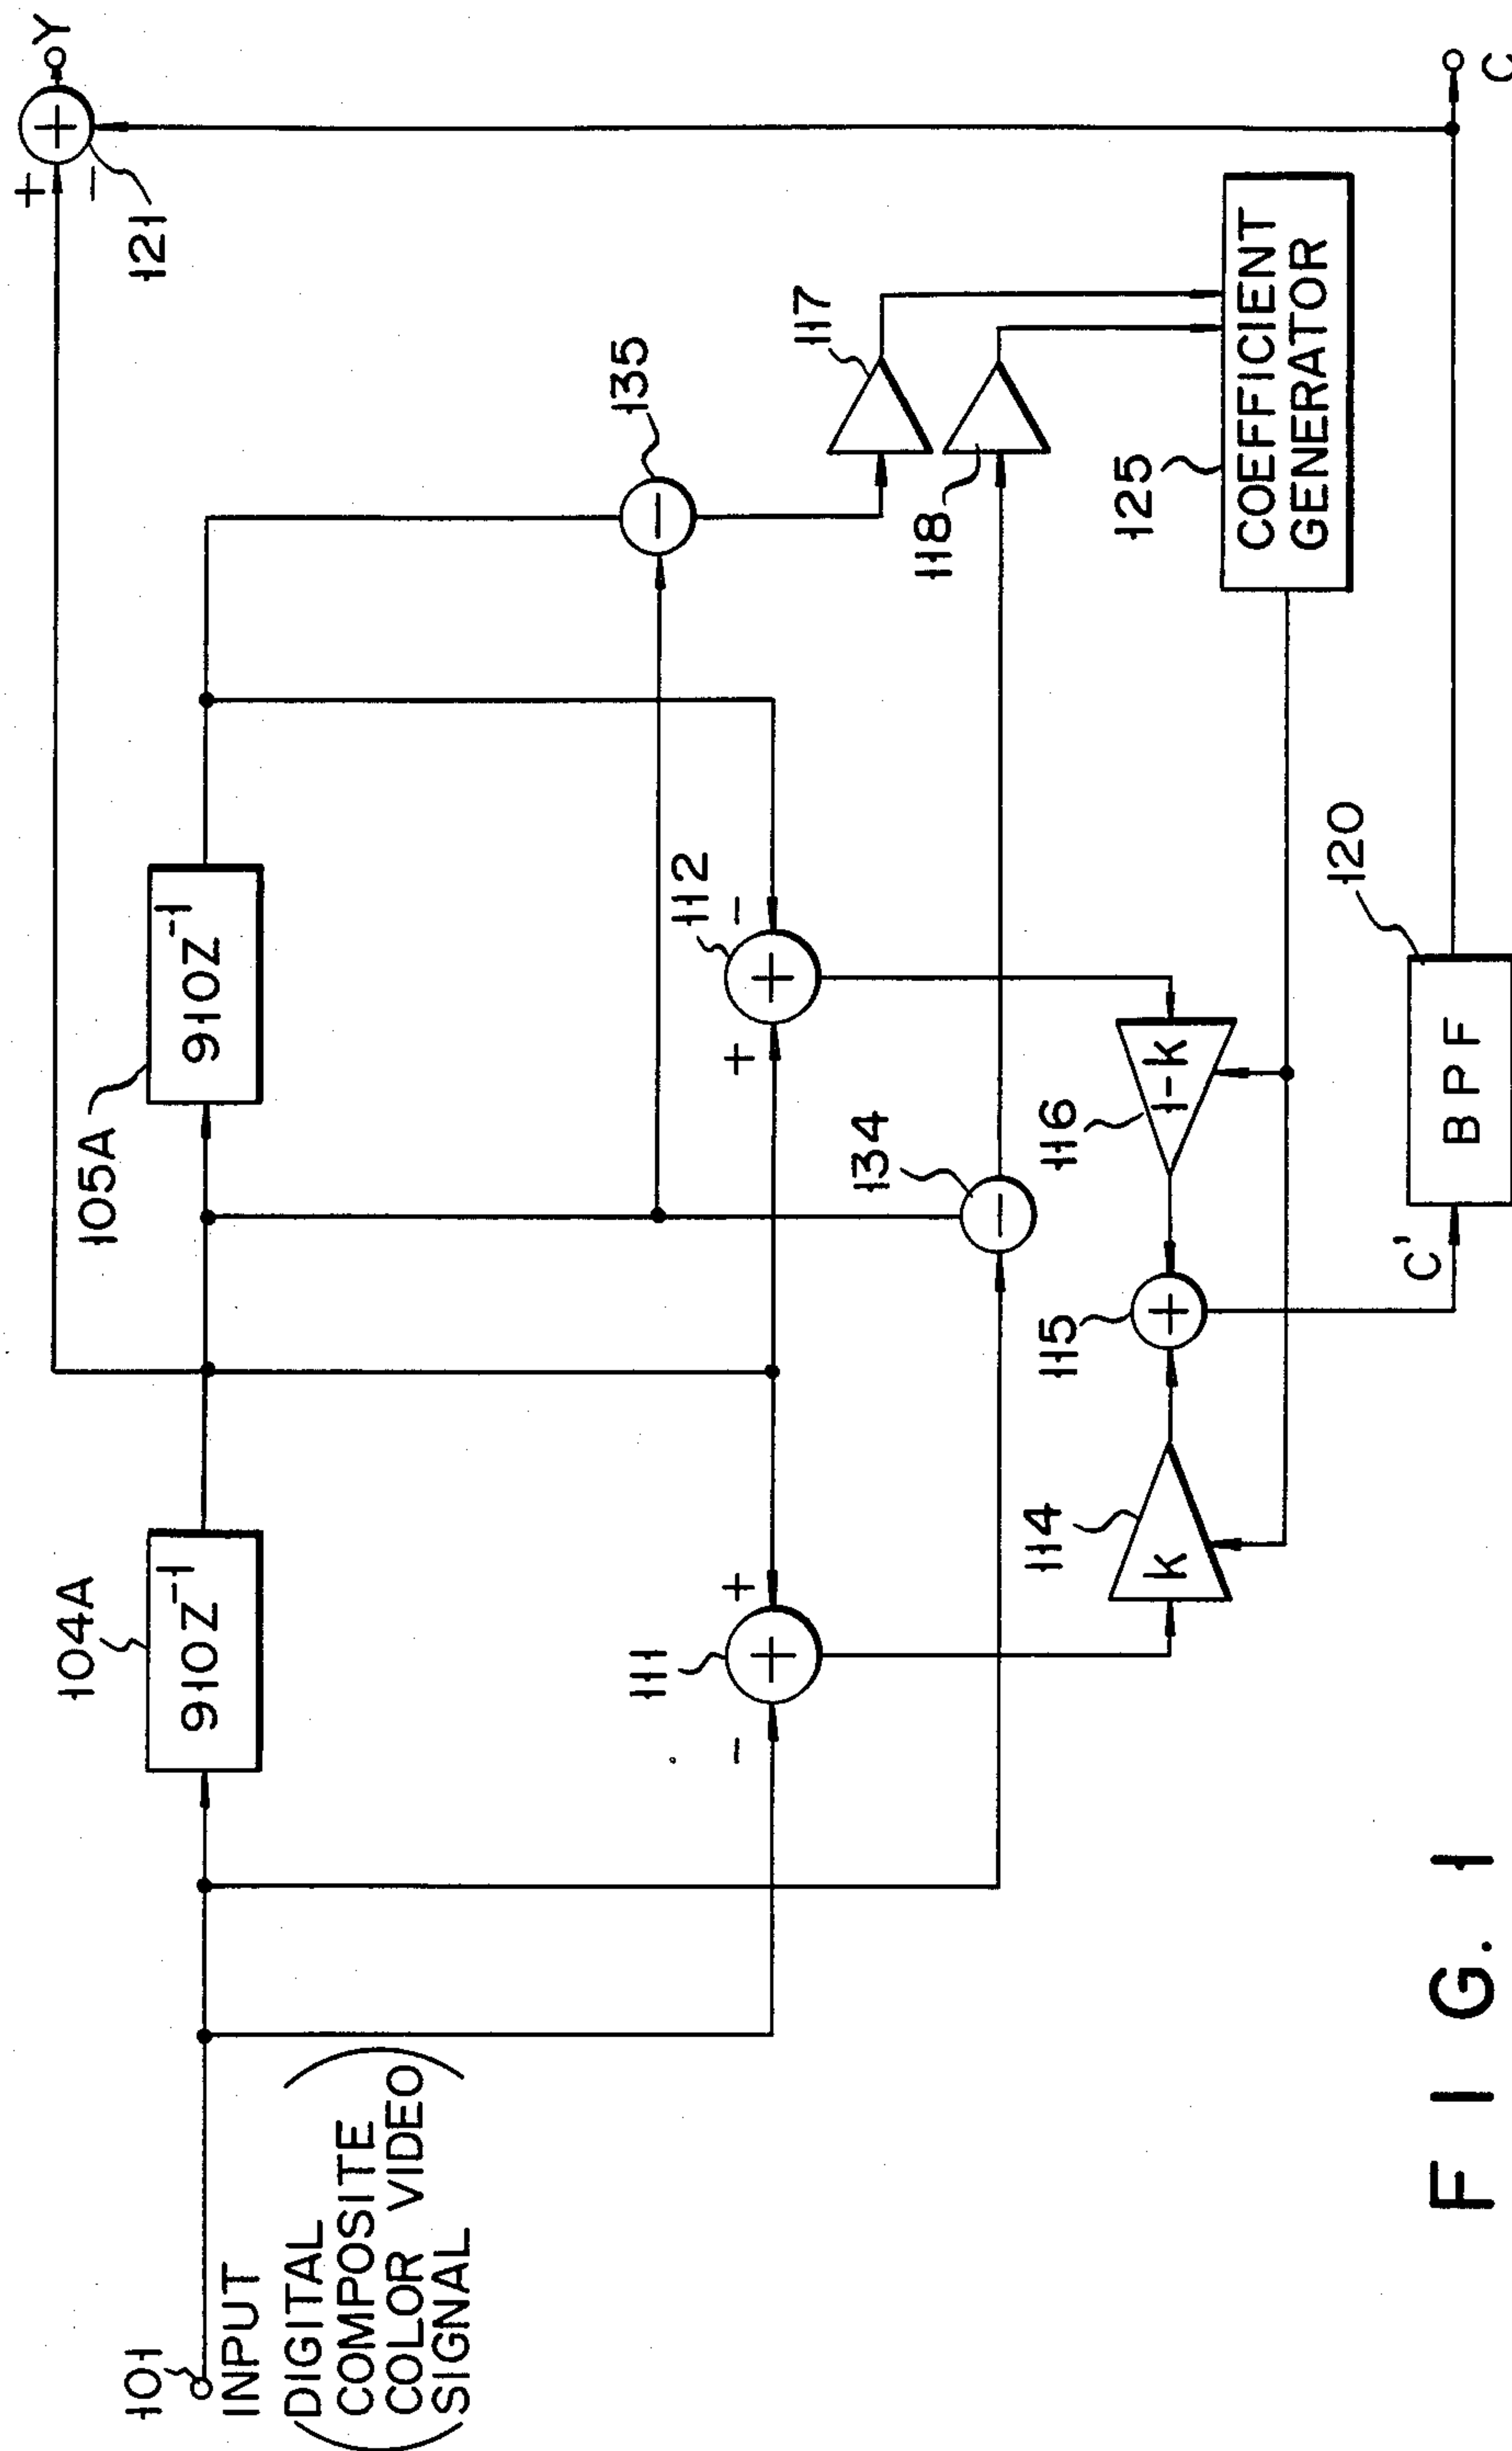 101
INPUT
DIGITAL
COMPOSITE
COLOR VIDEO
SIGNAL
104A
910Z⁻¹
105A
910Z⁻¹
+
+
−
121
Y
111
−
+
+
112
+
−
+
135
−
134
−
117
118
114
k
115
+
116
1-k
125
COEFFICIENT
GENERATOR
C'
120
BPF
C
FIG. 1